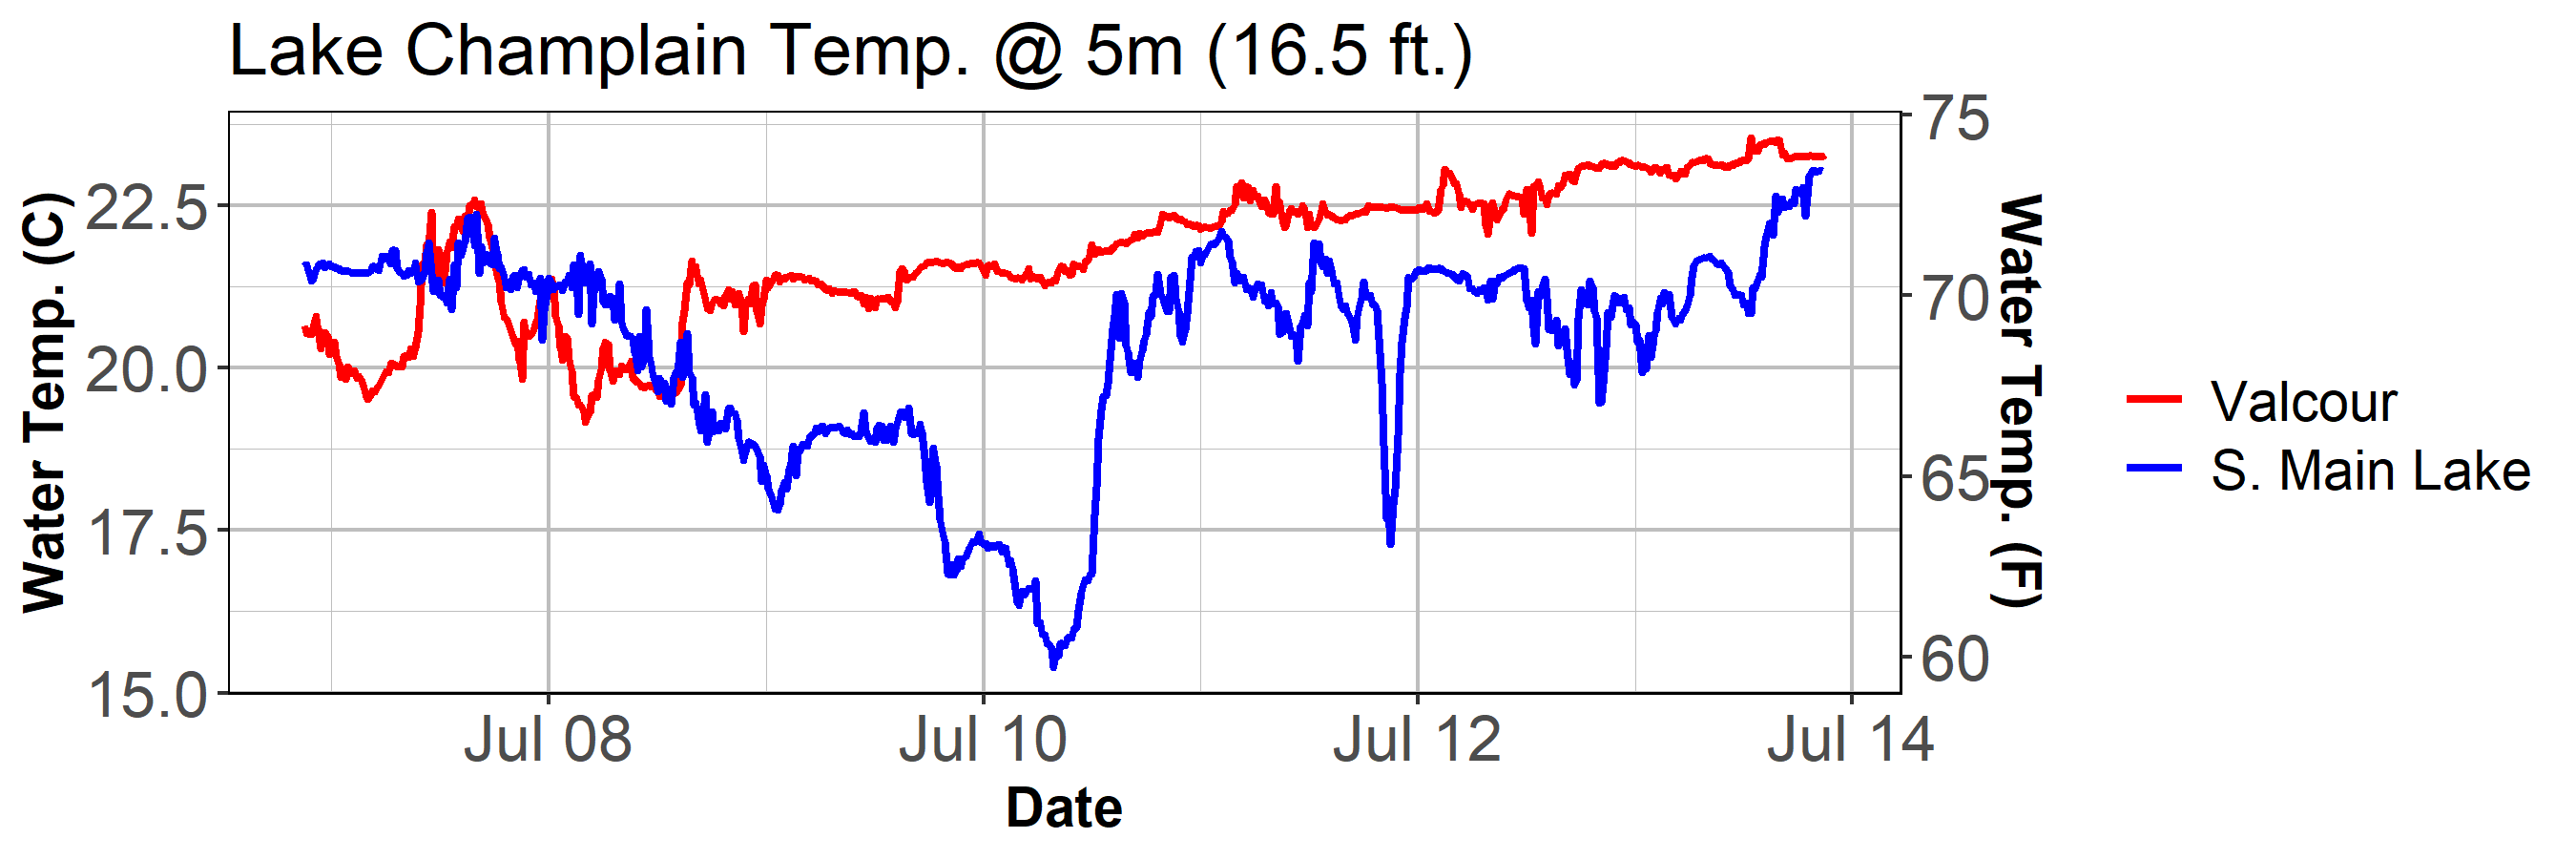 Lake Champlain Temp. @ 5m (16.5 ft.)
Water Temp. (C)
22.5
20.0
17.5
15.0
75
70
65
60
Water Temp. (F)
Jul 08
Jul 10
Jul 12
Jul 14
Date
Valcour
S. Main Lake